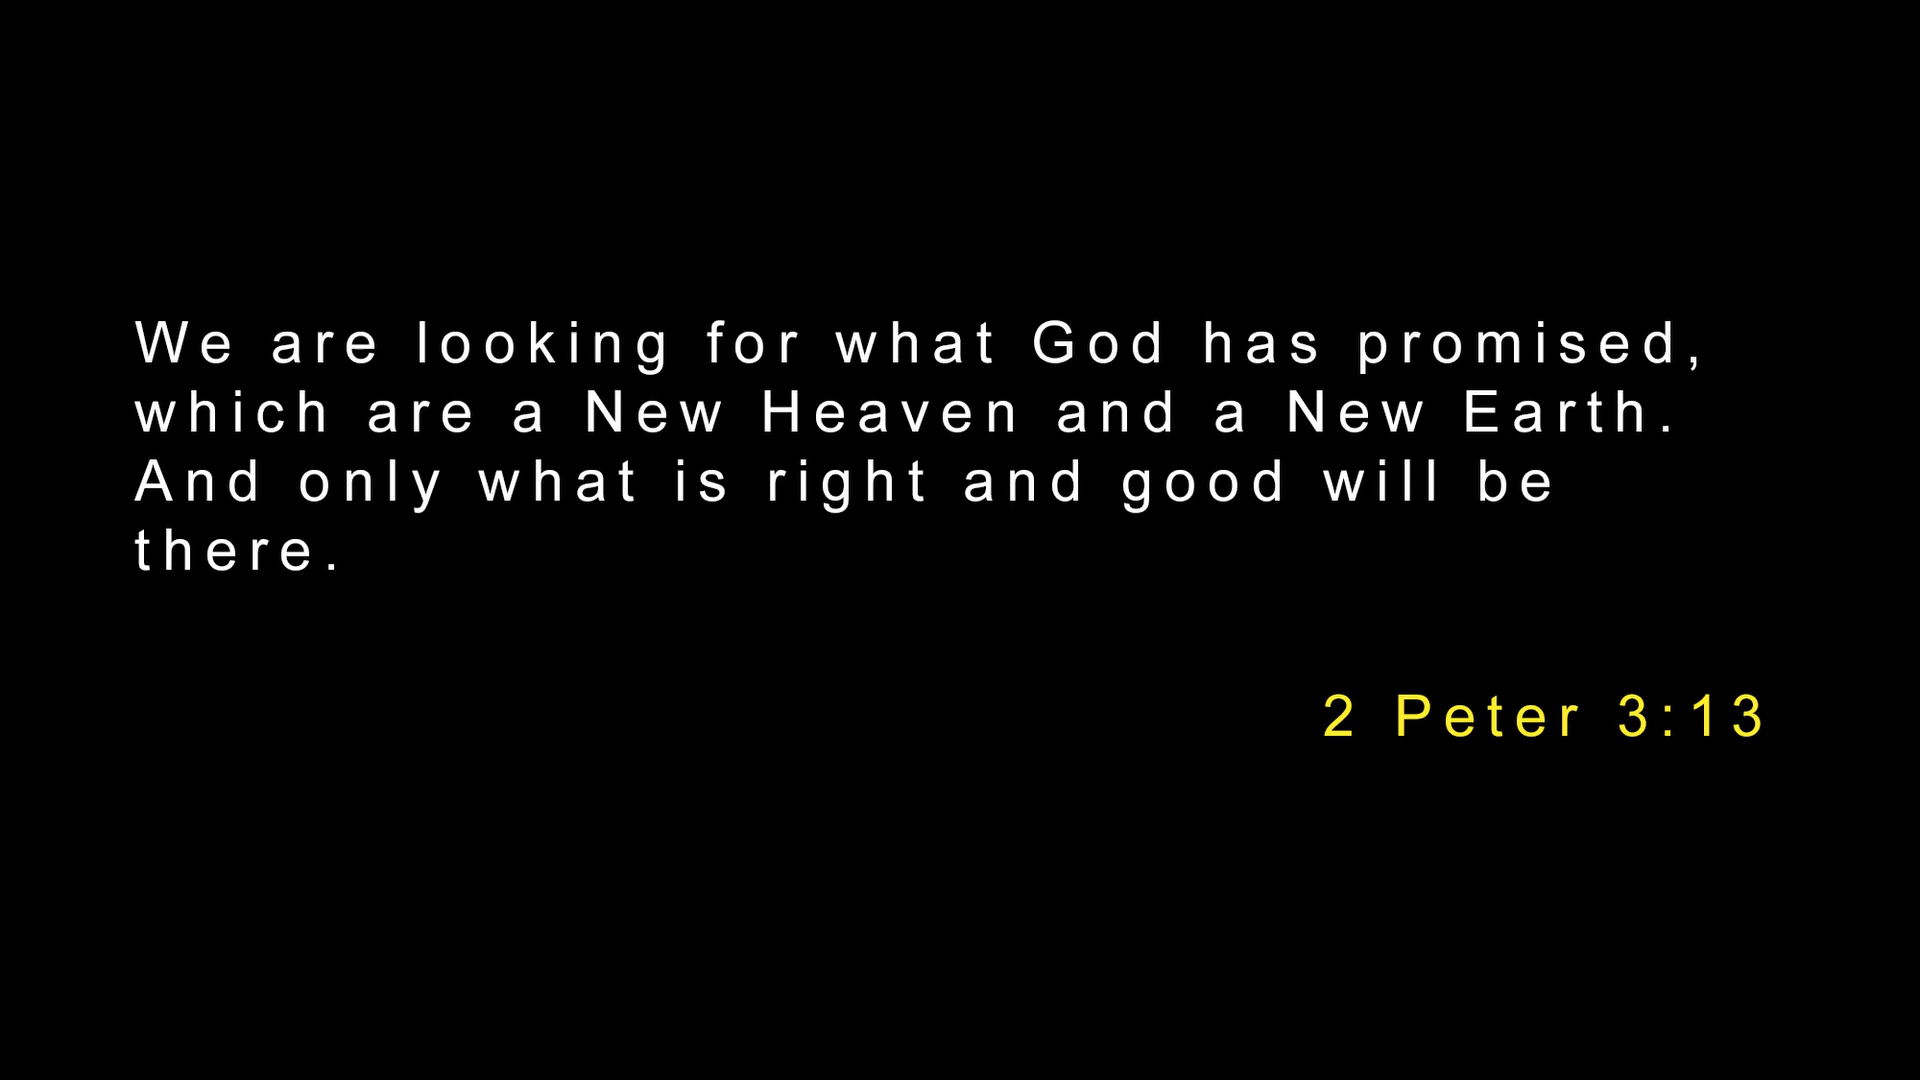 We are looking for what God has promised,
which are a New Heaven and a New Earth.
And only what is right and good will be
there.
2 Peter 3:13